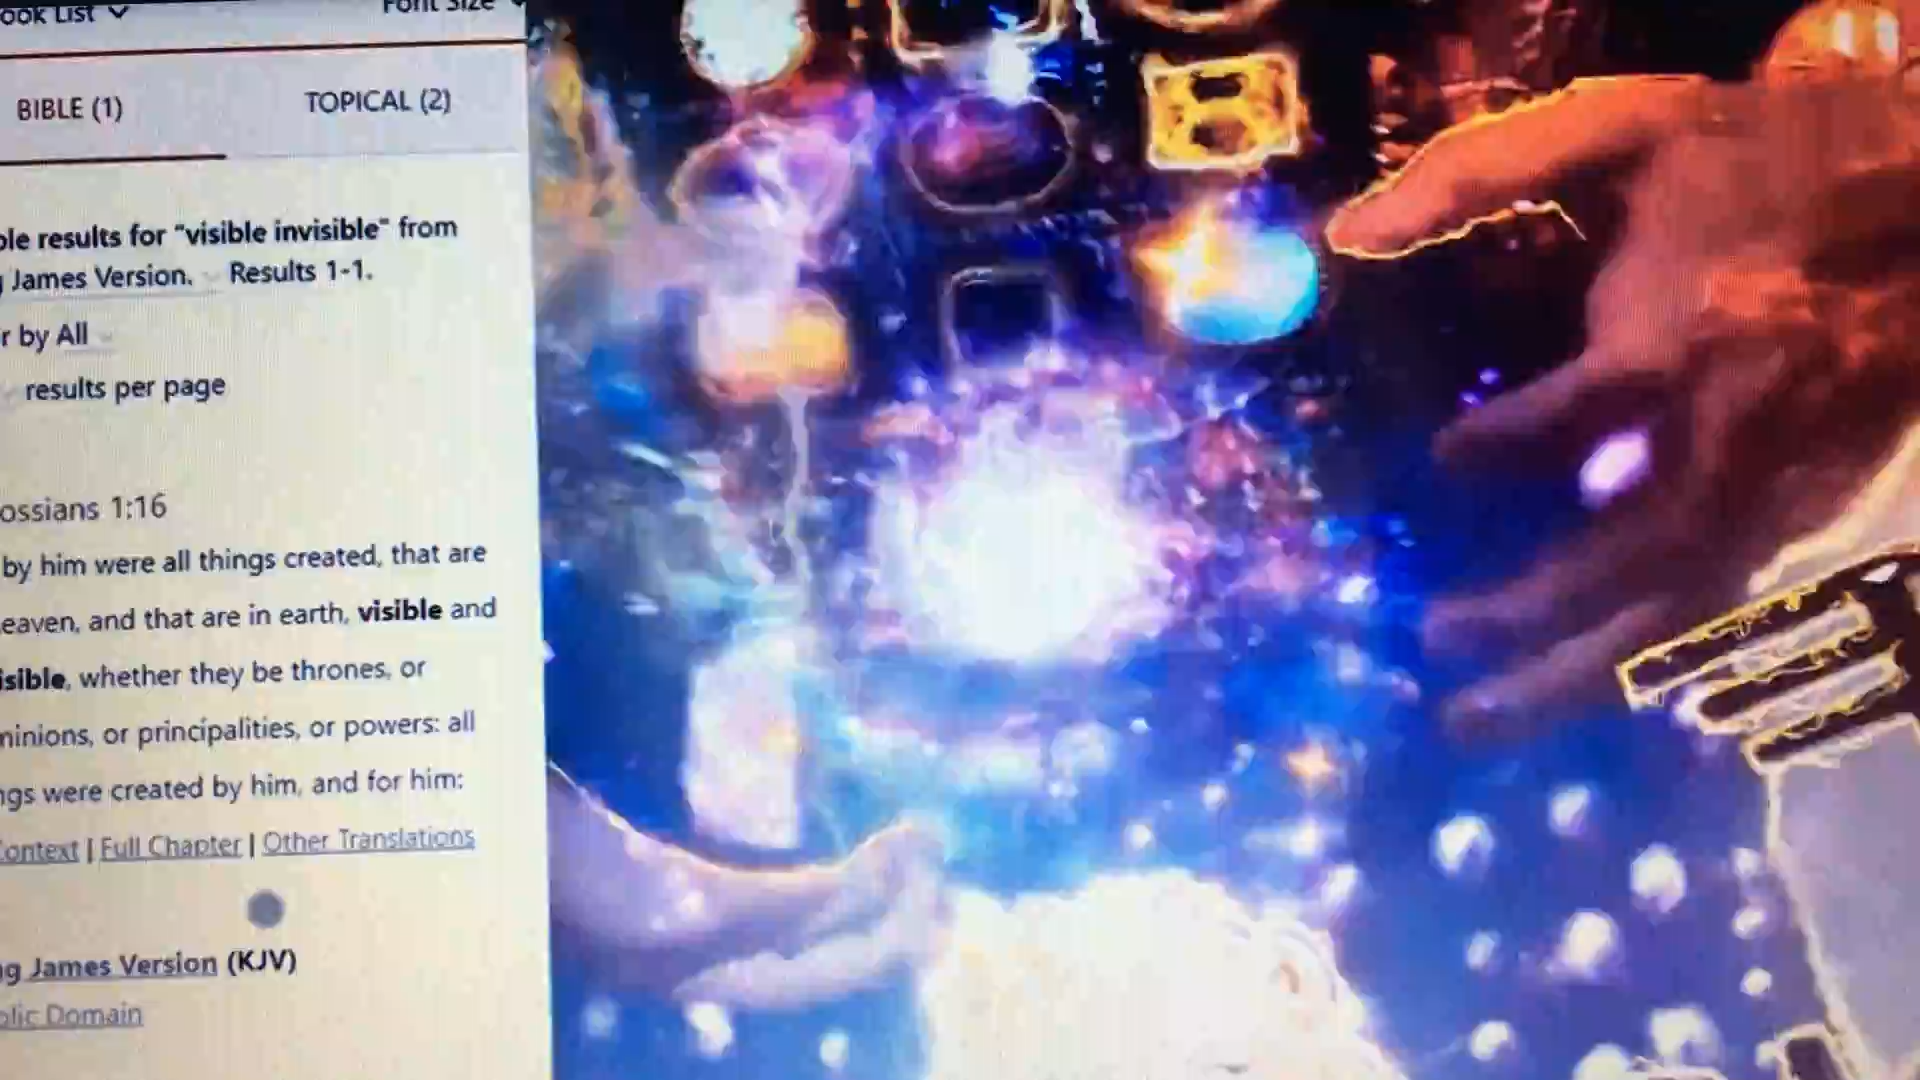 ook List
Font Size
BIBLE (1)
TOPICAL (2)
ble results for "visible invisible" from
g James Version. Results 1-1.
r by All
results per page
ossians 1:16
by him were all things created, that are
eaven, and that are in earth, visible and
isible, whether they be thrones, or
minions, or principalities, or powers: all
ngs were created by him, and for him:
Context | Full Chapter | Other Translations
ng James Version (KJV)
blic Domain